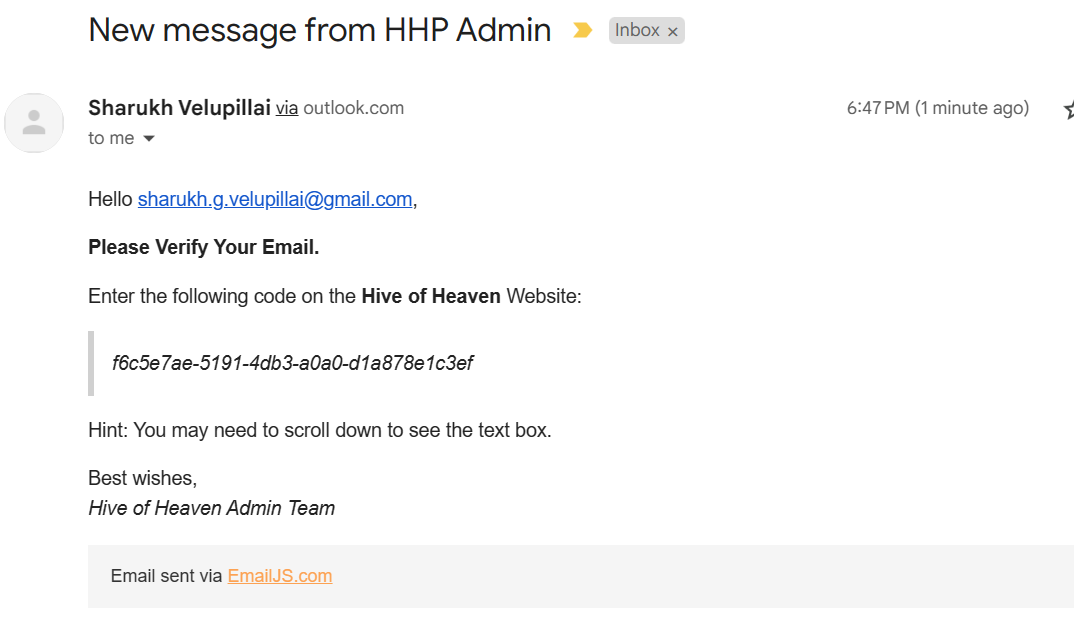 New message from HHP Admin Inbox ×
Sharukh Velupillai via outlook.com 6:47 PM (1 minute ago)
to me
Hello sharukh.g.velupillai@gmail.com,
Please Verify Your Email.
Enter the following code on the Hive of Heaven Website:
f6c5e7ae-5191-4db3-a0a0-d1a878e1c3ef
Hint: You may need to scroll down to see the text box.
Best wishes,
Hive of Heaven Admin Team
Email sent via EmailJS.com